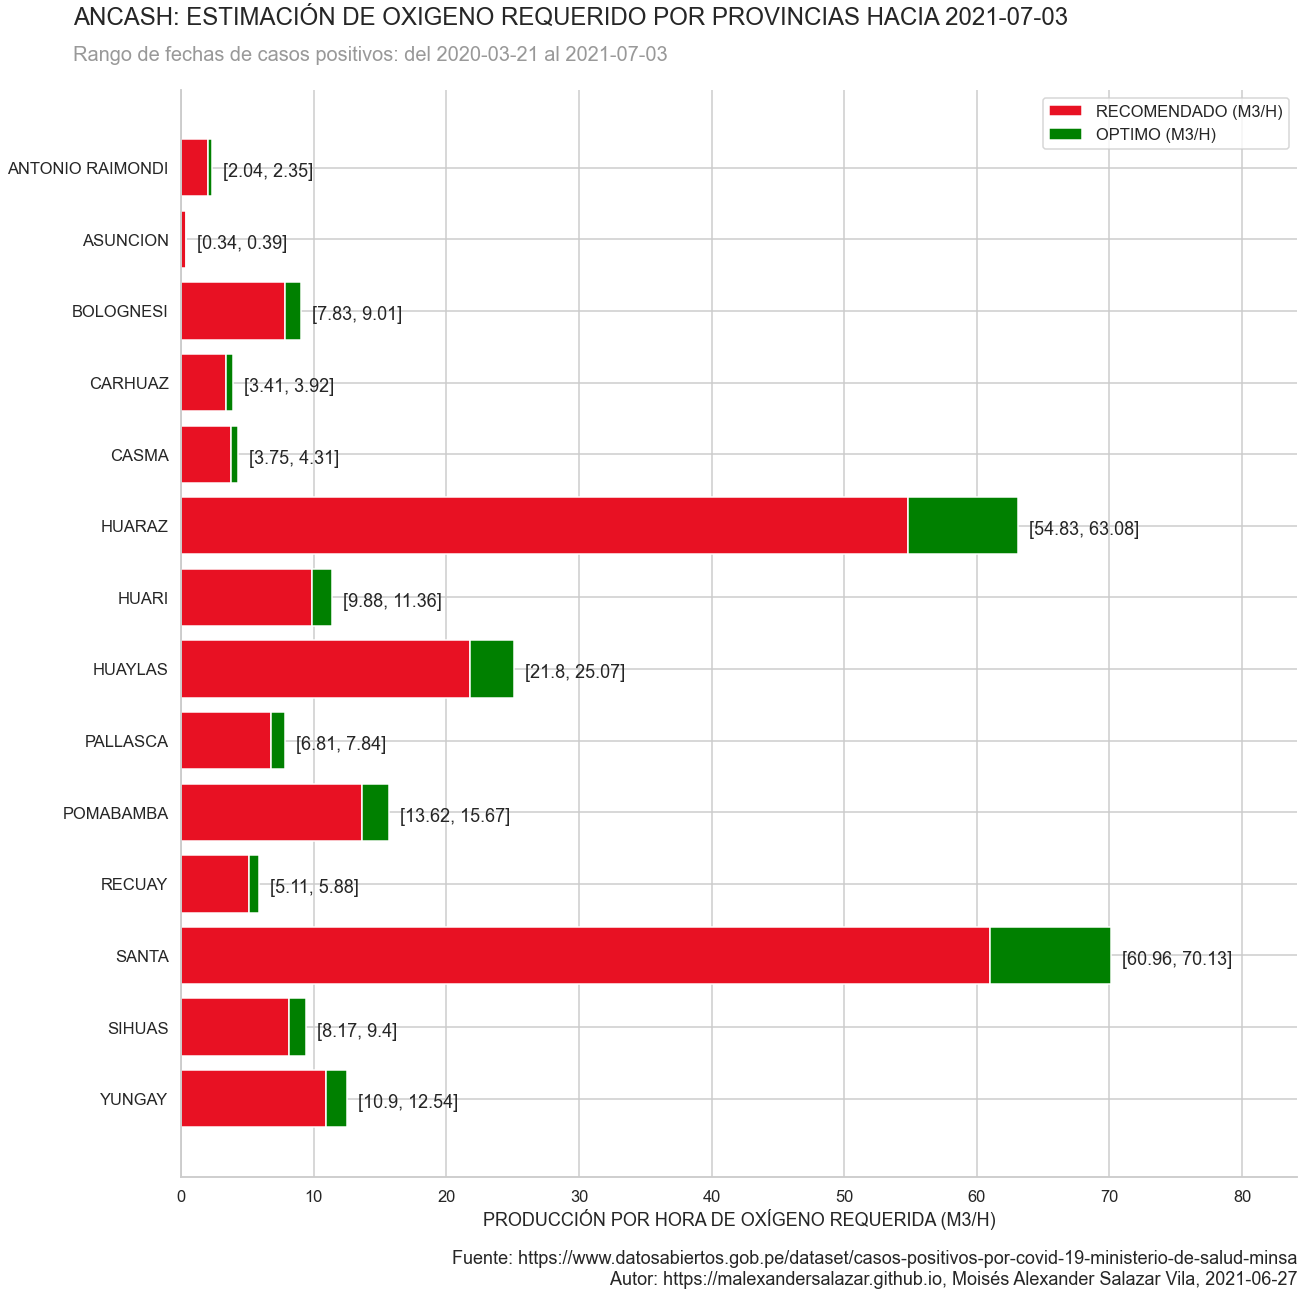 ANCASH: ESTIMACIÓN DE OXIGENO REQUERIDO POR PROVINCIAS HACIA 2021-07-03
Rango de fechas de casos positivos: del 2020-03-21 al 2021-07-03
RECOMENDADO (M3/H)
OPTIMO (M3/H)
ANTONIO RAIMONDI [2.04, 2.35]
ASUNCION [0.34, 0.39]
BOLOGNESI [7.83, 9.01]
CARHUAZ [3.41, 3.92]
CASMA [3.75, 4.31]
HUARAZ [54.83, 63.08]
HUARI [9.88, 11.36]
HUAYLAS [21.8, 25.07]
PALLASCA [6.81, 7.84]
POMABAMBA [13.62, 15.67]
RECUAY [5.11, 5.88]
SANTA [60.96, 70.13]
SIHUAS [8.17, 9.4]
YUNGAY [10.9, 12.54]
0 10 20 30 40 50 60 70 80
PRODUCCIÓN POR HORA DE OXÍGENO REQUERIDA (M3/H)
Fuente: https://www.datosabiertos.gob.pe/dataset/casos-positivos-por-covid-19-ministerio-de-salud-minsa
Autor: https://malexandersalazar.github.io, Moisés Alexander Salazar Vila, 2021-06-27